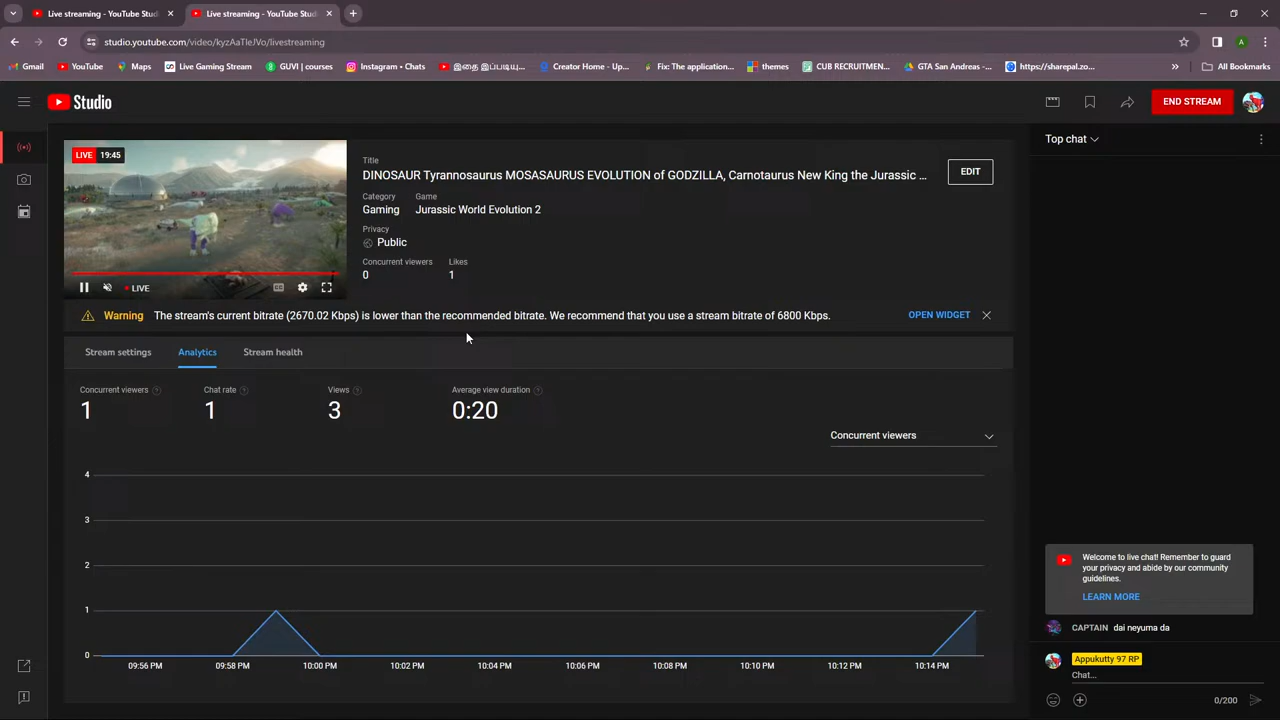 Live streaming - YouTube Stud
Live streaming - YouTube Studi
studio.youtube.com/video/kyzAaTleJVo/livestreaming
A
Gmail
YouTube
Maps
Live Gaming Stream
GUVI | courses
Instagram • Chats
இதை இப்படியு...
Creator Home - Up...
Fix: The application...
themes
CUB RECRUITMEN...
GTA San Andreas -...
https://sharepal.zo...
»
All Bookmarks
Studio
END STREAM
LIVE 19:45
LIVE
Title
DINOSAUR Tyrannosaurus MOSASAURUS EVOLUTION of GODZILLA, Carnotaurus New King the Jurassic ...
EDIT
Category Game
Gaming Jurassic World Evolution 2
Privacy
Public
Concurrent viewers Likes
0 1
Warning The stream's current bitrate (2670.02 Kbps) is lower than the recommended bitrate. We recommend that you use a stream bitrate of 6800 Kbps.
OPEN WIDGET
Stream settings Analytics Stream health
Concurrent viewers Chat rate Views Average view duration
1 1 3 0:20
Concurrent viewers
4
3
2
1
0
09:56 PM 09:58 PM 10:00 PM 10:02 PM 10:04 PM 10:06 PM 10:08 PM 10:10 PM 10:12 PM 10:14 PM
Top chat
Welcome to live chat! Remember to guard
your privacy and abide by our community
guidelines.
LEARN MORE
CAPTAIN dai neyuma da
Appukutty 97 RP
Chat...
0/200